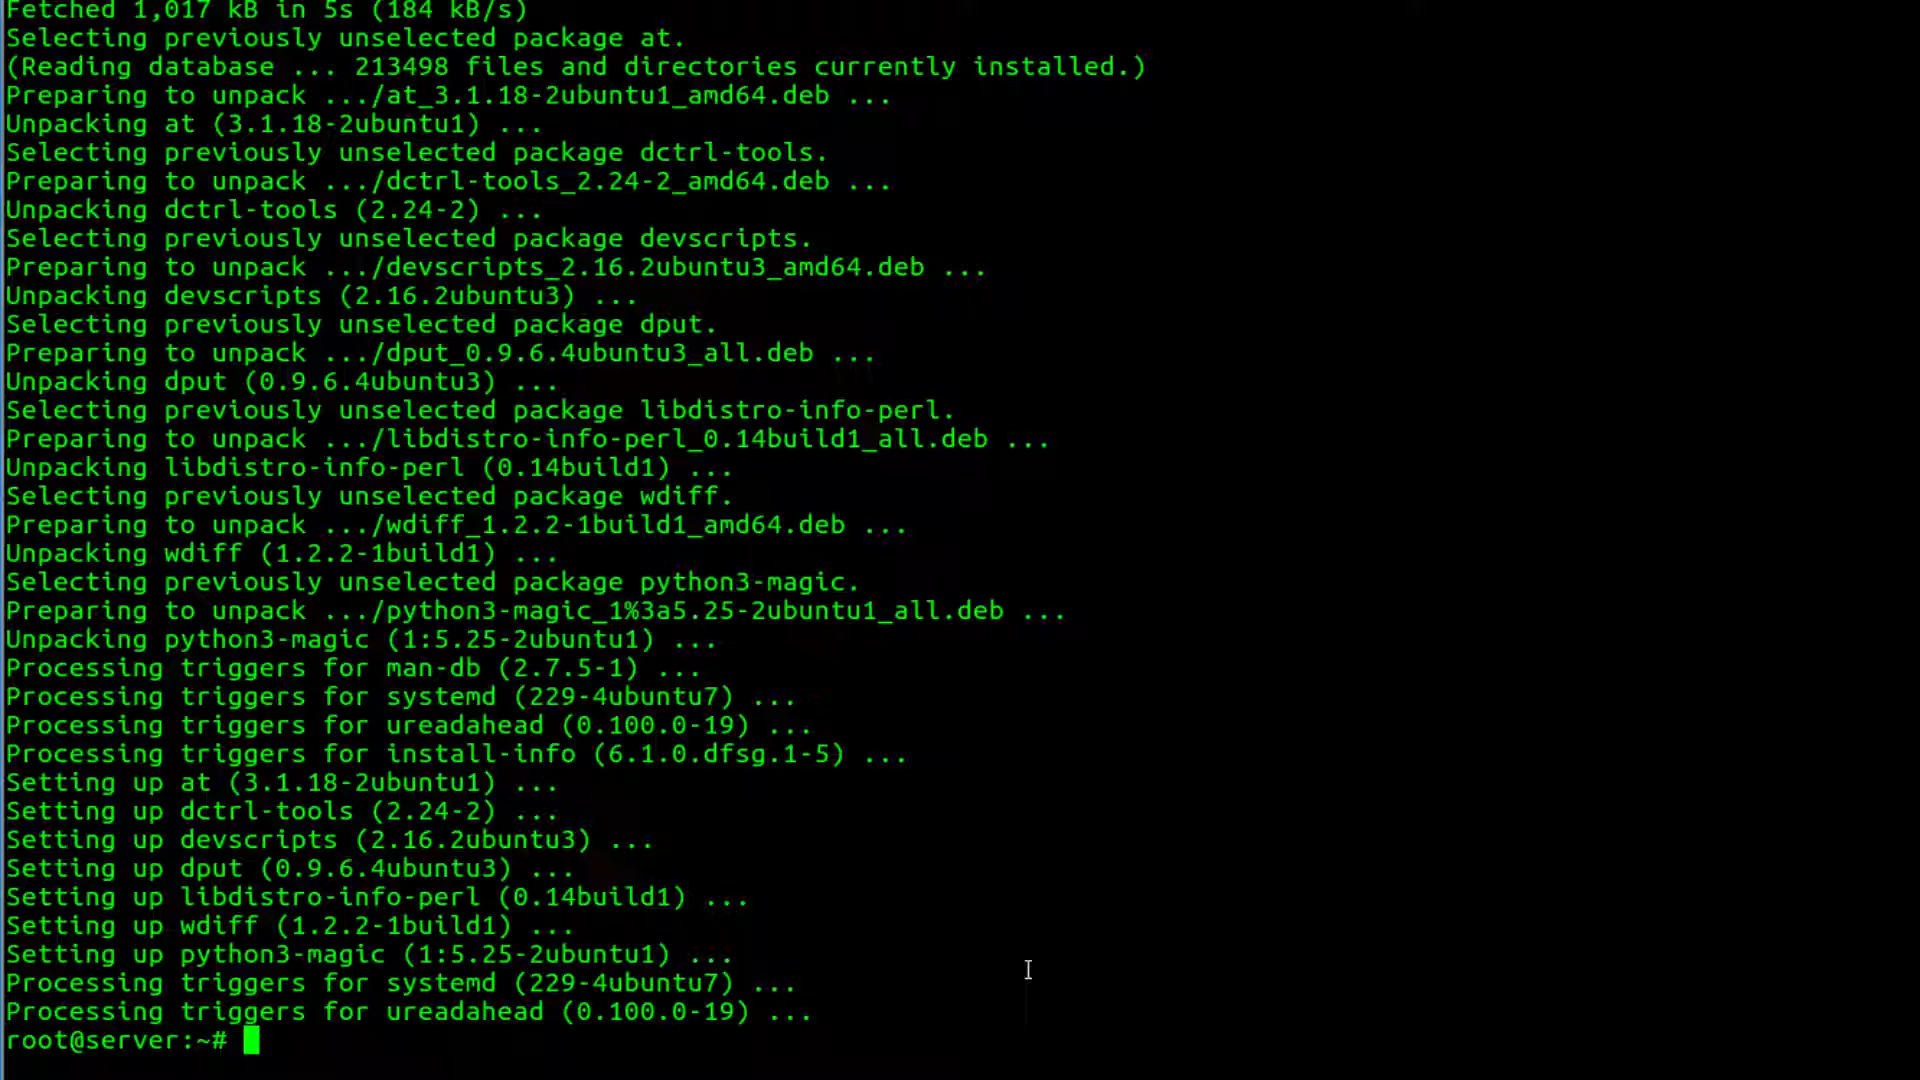 Fetched 1,017 kB in 5s (184 kB/s)
Selecting previously unselected package at.
(Reading database ... 213498 files and directories currently installed.)
Preparing to unpack .../at_3.1.18-2ubuntu1_amd64.deb ...
Unpacking at (3.1.18-2ubuntu1) ...
Selecting previously unselected package dctrl-tools.
Preparing to unpack .../dctrl-tools_2.24-2_amd64.deb ...
Unpacking dctrl-tools (2.24-2) ...
Selecting previously unselected package devscripts.
Preparing to unpack .../devscripts_2.16.2ubuntu3_amd64.deb ...
Unpacking devscripts (2.16.2ubuntu3) ...
Selecting previously unselected package dput.
Preparing to unpack .../dput_0.9.6.4ubuntu3_all.deb ...
Unpacking dput (0.9.6.4ubuntu3) ...
Selecting previously unselected package libdistro-info-perl.
Preparing to unpack .../libdistro-info-perl_0.14build1_all.deb ...
Unpacking libdistro-info-perl (0.14build1) ...
Selecting previously unselected package wdiff.
Preparing to unpack .../wdiff_1.2.2-1build1_amd64.deb ...
Unpacking wdiff (1.2.2-1build1) ...
Selecting previously unselected package python3-magic.
Preparing to unpack .../python3-magic_1%3a5.25-2ubuntu1_all.deb ...
Unpacking python3-magic (1:5.25-2ubuntu1) ...
Processing triggers for man-db (2.7.5-1) ...
Processing triggers for systemd (229-4ubuntu7) ...
Processing triggers for ureadahead (0.100.0-19) ...
Processing triggers for install-info (6.1.0.dfsg.1-5) ...
Setting up at (3.1.18-2ubuntu1) ...
Setting up dctrl-tools (2.24-2) ...
Setting up devscripts (2.16.2ubuntu3) ...
Setting up dput (0.9.6.4ubuntu3) ...
Setting up libdistro-info-perl (0.14build1) ...
Setting up wdiff (1.2.2-1build1) ...
Setting up python3-magic (1:5.25-2ubuntu1) ...
Processing triggers for systemd (229-4ubuntu7) ...
Processing triggers for ureadahead (0.100.0-19) ...
root@server:~#